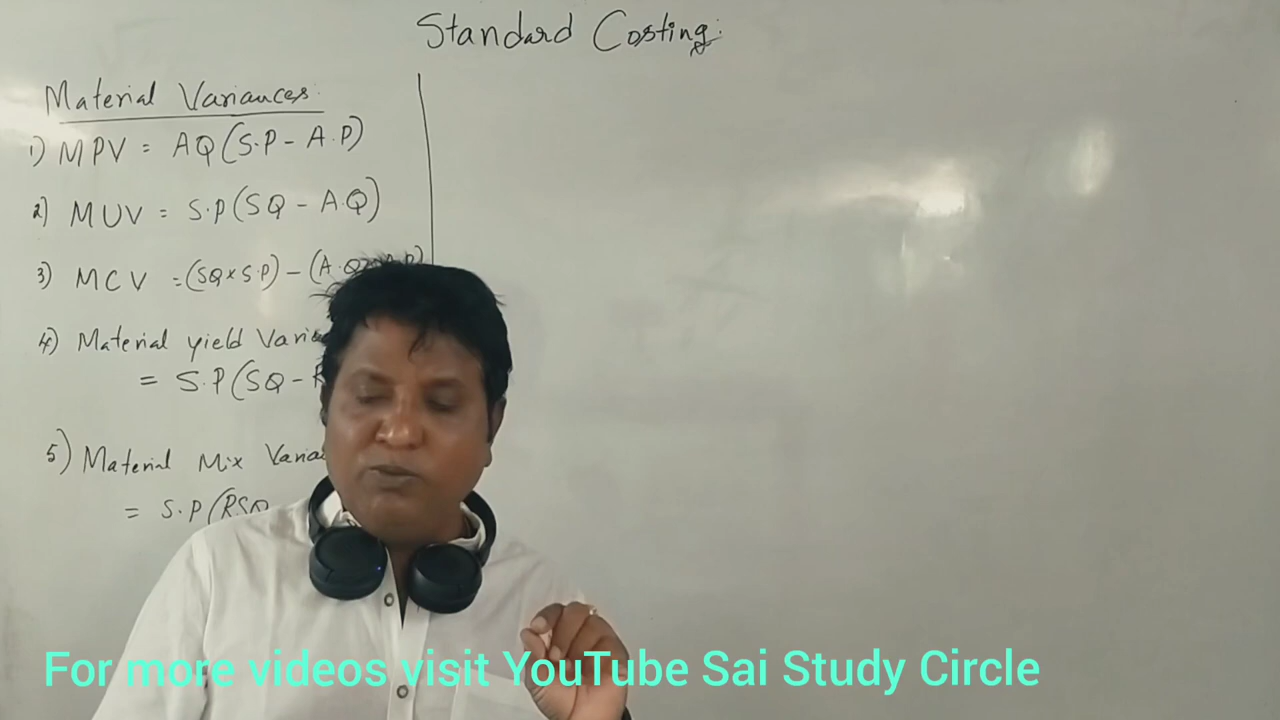 Standard Costing:
Material Variances:
1) MPV = AQ(S.P - A.P)
2) MUV = S.P(SQ - A.Q)
3) MCV = (SQ x S.P) - (A.Q
4) Material yield
= S.P(SQ -
5) Material Mix
= S.P(RSQ
For more videos visit YouTube Sai Study Circle